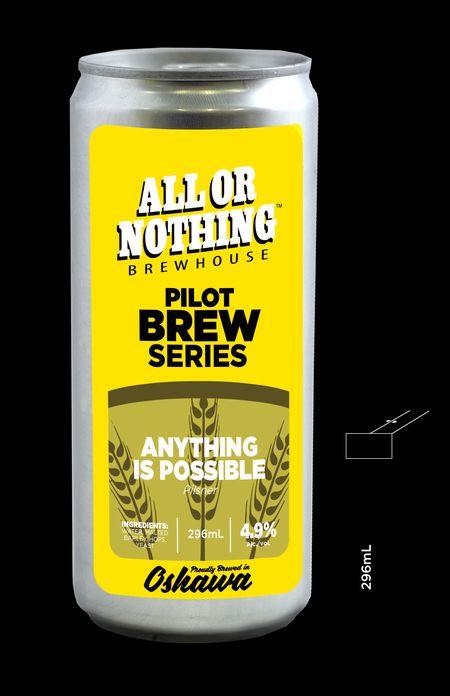 ALL OR
NOTHING™
BREWHOUSE
PILOT
BREW
SERIES
ANYTHING
IS POSSIBLE
Pilsner
INGREDIENTS:
WATER, MALTED
BARLEY, HOPS,
YEAST
296mL
4.9%
Alc./vol.
Proudly Brewed in
Oshawa
296mL